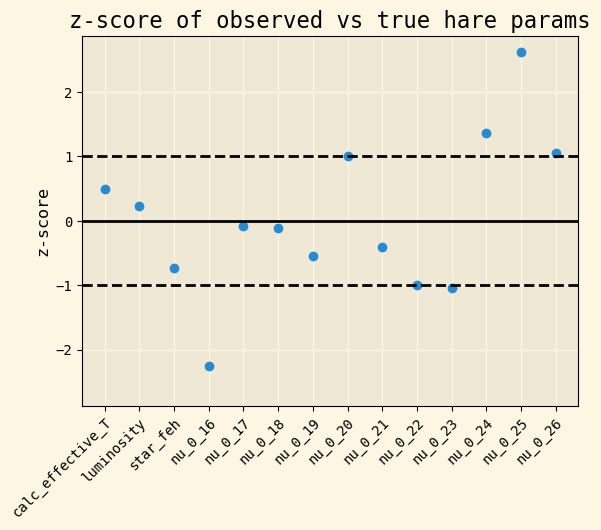 z-score of observed vs true hare params
z-score
2
1
0
−1
−2
calc_effective_T
luminosity
star_feh
nu_0_16
nu_0_17
nu_0_18
nu_0_19
nu_0_20
nu_0_21
nu_0_22
nu_0_23
nu_0_24
nu_0_25
nu_0_26